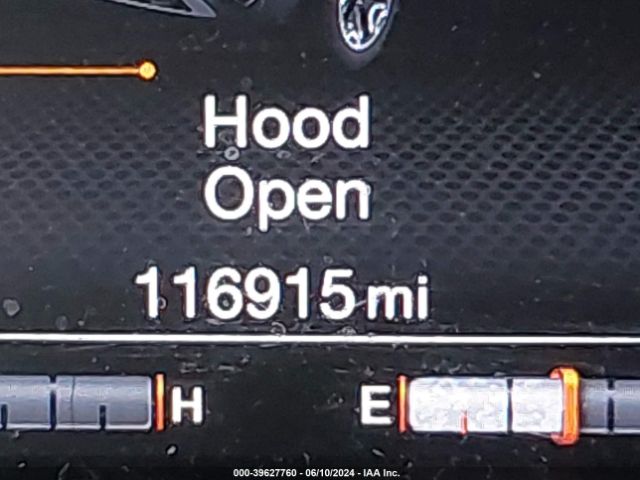 Hood
Open
116915 mi
H E
000-39627760 - 06/10/2024 - IAA Inc.